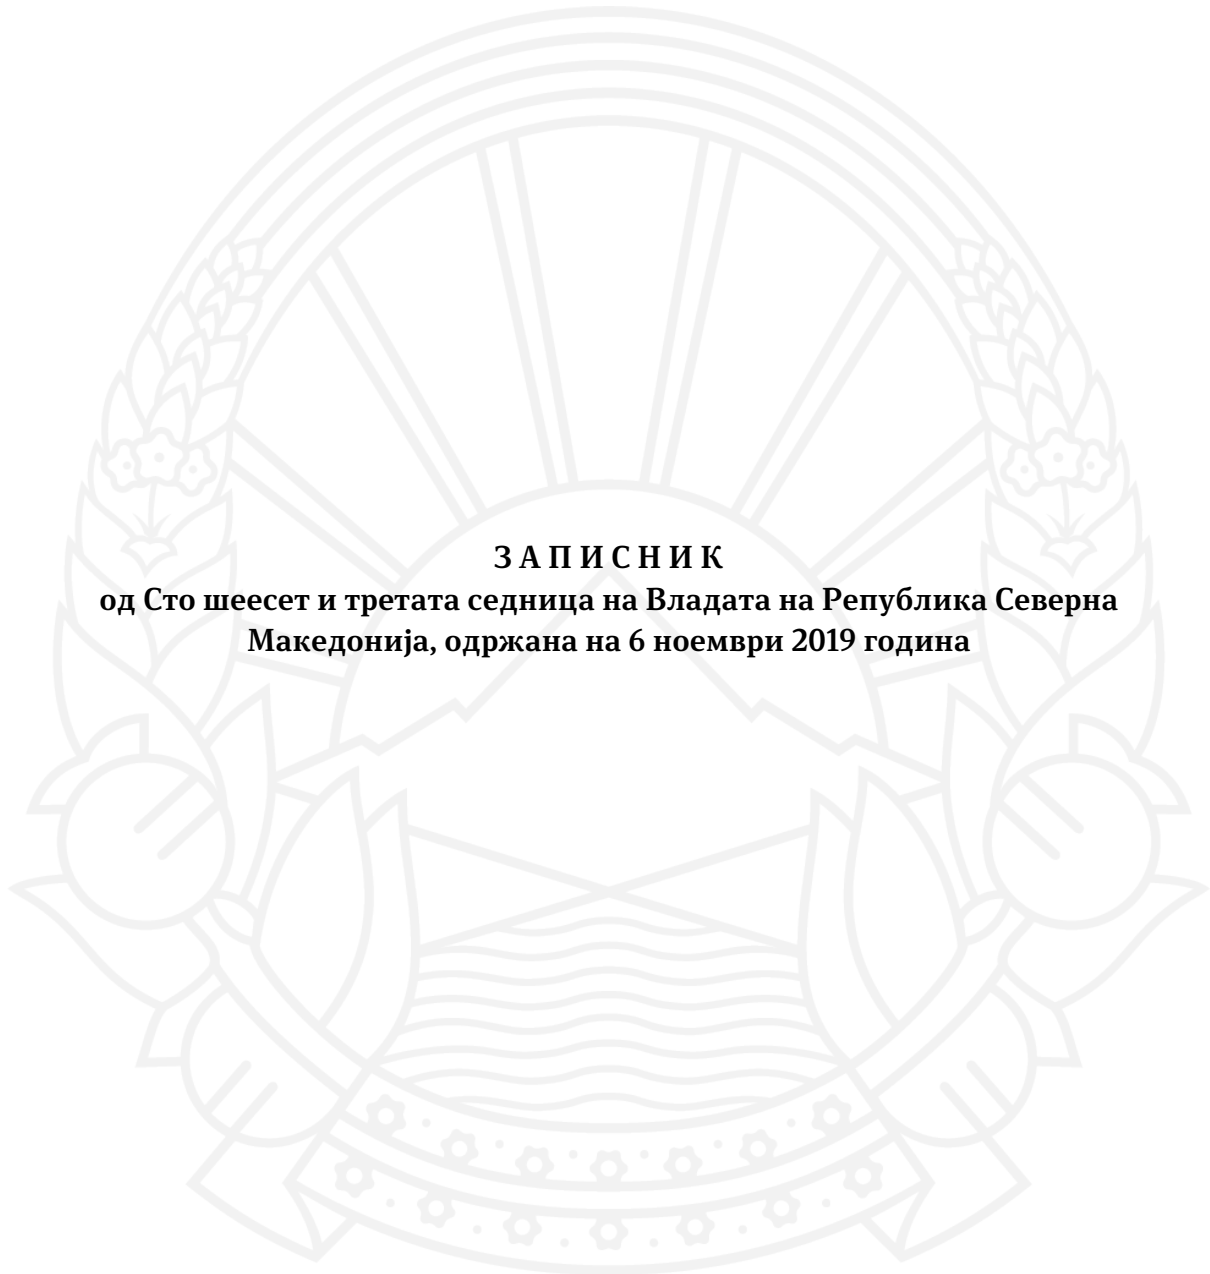 З А П И С Н И К
од Сто шеесет и третата седница на Владата на Република Северна
Македонија, одржана на 6 ноември 2019 година